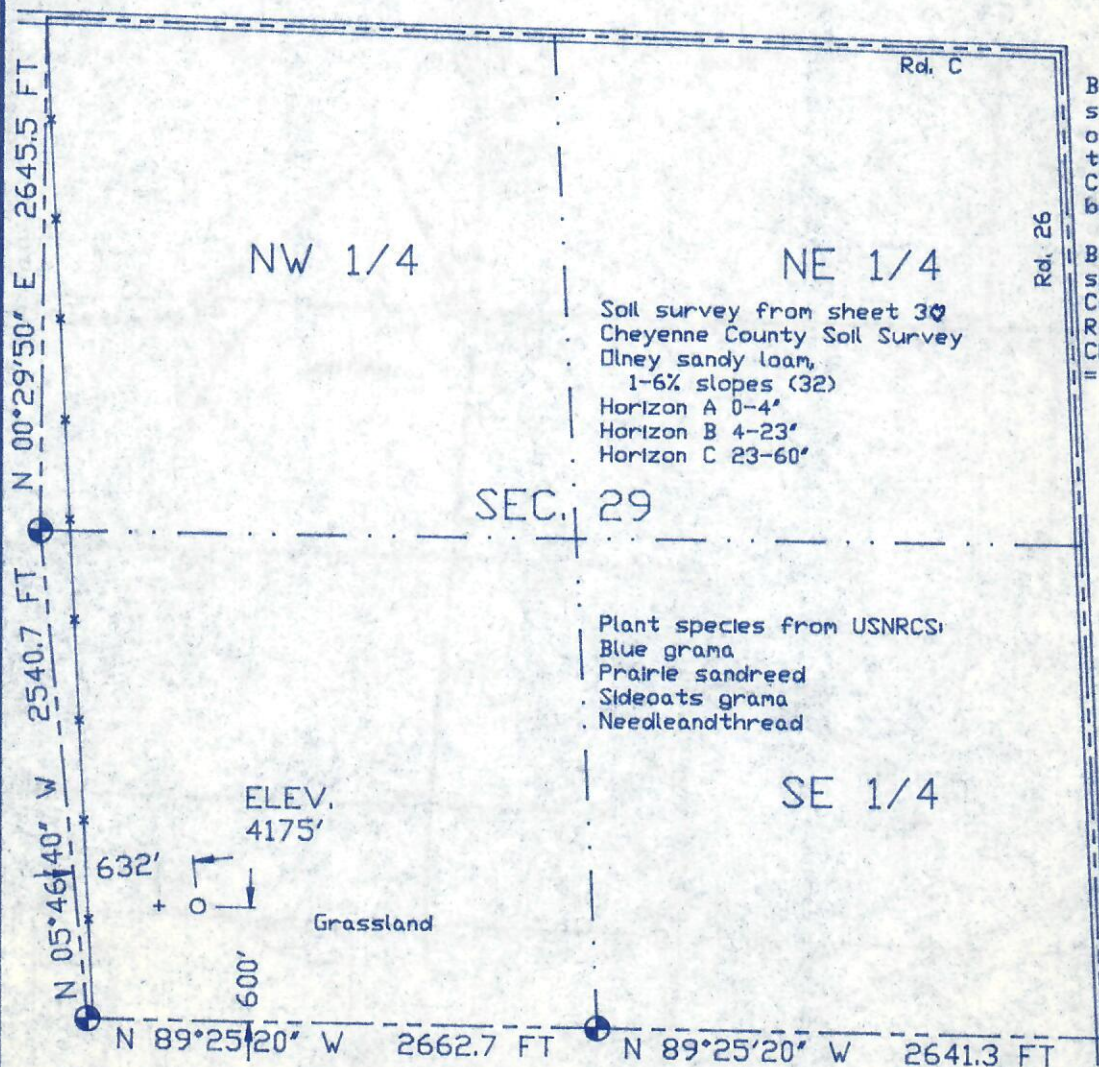 Rd. C
N 00°29'50" E 2645.5 FT
Rd. 26
NW 1/4
NE 1/4
Soil survey from sheet 30
Cheyenne County Soil Survey
Olney sandy loam,
1-6% slopes (32)
Horizon A 0-4"
Horizon B 4-23"
Horizon C 23-60"
SEC. 29
N 05°46'40" W 2540.7 FT
Plant species from USNRCS:
Blue grama
Prairie sandreed
Sideoats grama
Needleandthread
SE 1/4
ELEV.
4175'
632'
Grassland
600'
N 89°25'20" W 2662.7 FT
N 89°25'20" W 2641.3 FT
B
s
o
t
C
b
B
s
C
R
C
=